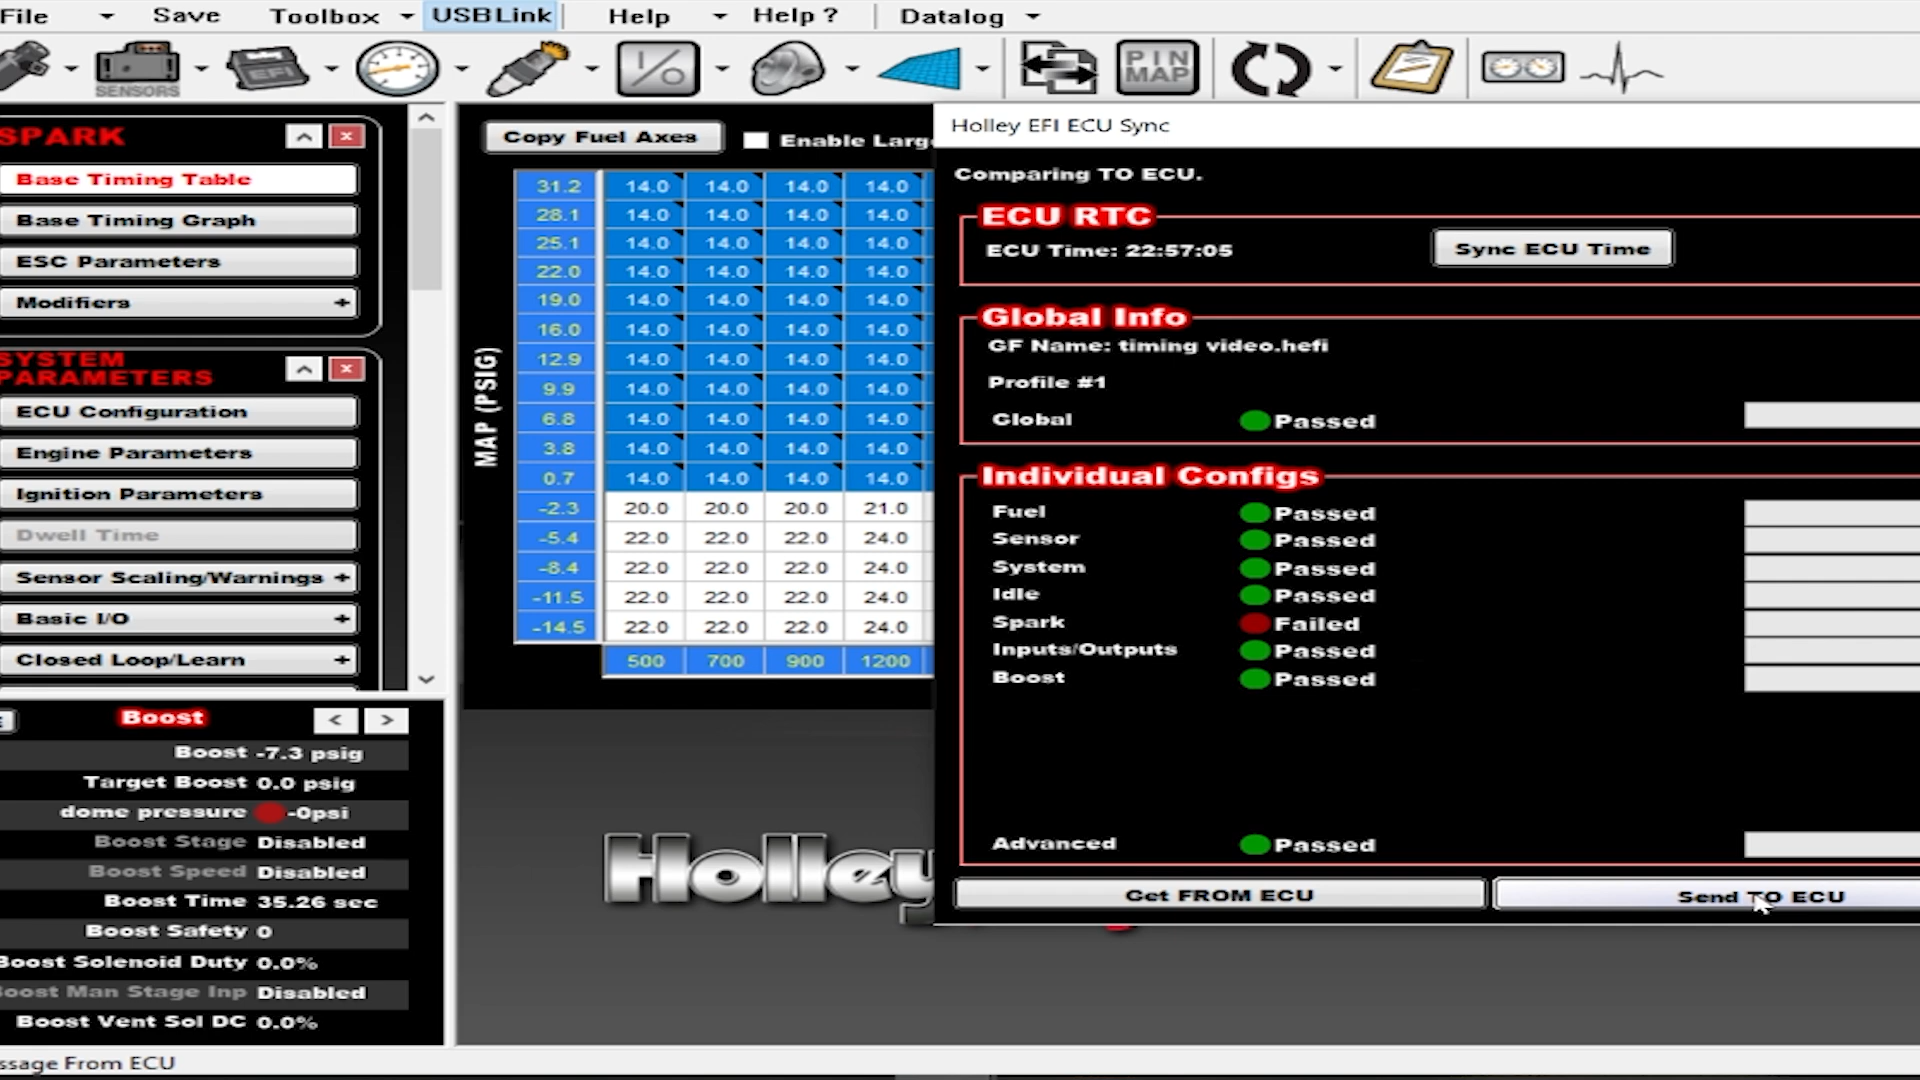 File Save Toolbox USBLink Help Help ? Datalog
SENSORS EFI I/O PIN MAP
SPARK
Base Timing Table
Base Timing Graph
ESC Parameters
Modifiers +
SYSTEM
PARAMETERS
ECU Configuration
Engine Parameters
Ignition Parameters
Dwell Time
Sensor Scaling/Warnings +
Basic I/O +
Closed Loop/Learn +
Boost < >
Boost -7.3 psig
Target Boost 0.0 psig
dome pressure -0psi
Boost Stage Disabled
Boost Speed Disabled
Boost Time 35.26 sec
Boost Safety 0
Boost Solenoid Duty 0.0%
Boost Man Stage Inp Disabled
Boost Vent Sol DC 0.0%
ssage From ECU
Copy Fuel Axes Enable Larg
MAP (PSIG)
31.2 14.0 14.0 14.0 14.0
28.1 14.0 14.0 14.0 14.0
25.1 14.0 14.0 14.0 14.0
22.0 14.0 14.0 14.0 14.0
19.0 14.0 14.0 14.0 14.0
16.0 14.0 14.0 14.0 14.0
12.9 14.0 14.0 14.0 14.0
9.9 14.0 14.0 14.0 14.0
6.8 14.0 14.0 14.0 14.0
3.8 14.0 14.0 14.0 14.0
0.7 14.0 14.0 14.0 14.0
-2.3 20.0 20.0 20.0 21.0
-5.4 22.0 22.0 22.0 24.0
-8.4 22.0 22.0 22.0 24.0
-11.5 22.0 22.0 22.0 24.0
-14.5 22.0 22.0 22.0 24.0
500 700 900 1200
Holley
Holley EFI ECU Sync
Comparing TO ECU.
ECU RTC
ECU Time: 22:57:05 Sync ECU Time
Global Info
GF Name: timing video.hefi
Profile #1
Global Passed
Individual Configs
Fuel Passed
Sensor Passed
System Passed
Idle Passed
Spark Failed
Inputs/Outputs Passed
Boost Passed
Advanced Passed
Get FROM ECU Send TO ECU